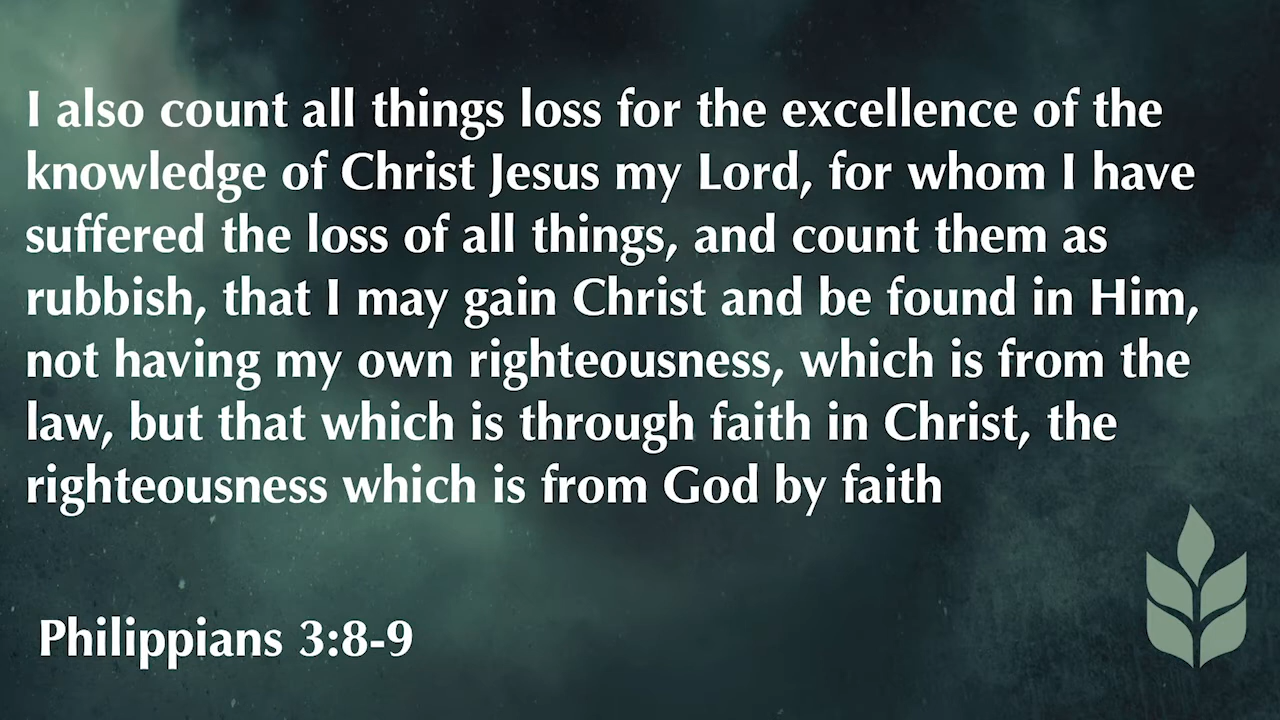 I also count all things loss for the excellence of the
knowledge of Christ Jesus my Lord, for whom I have
suffered the loss of all things, and count them as
rubbish, that I may gain Christ and be found in Him,
not having my own righteousness, which is from the
law, but that which is through faith in Christ, the
righteousness which is from God by faith
Philippians 3:8-9